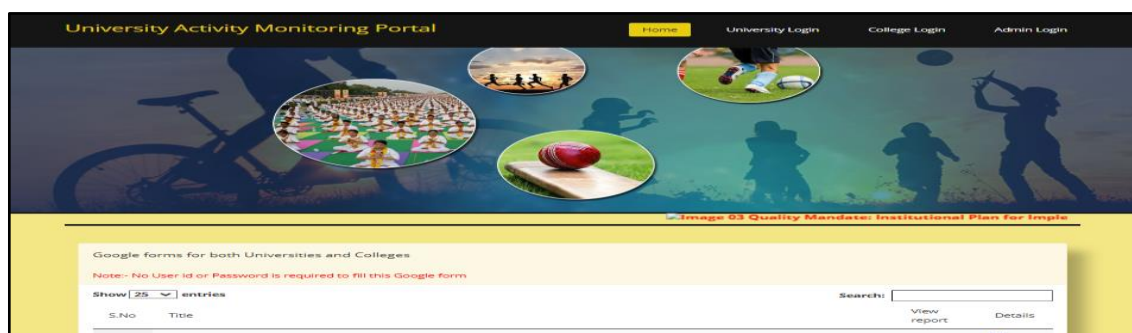 University Activity Monitoring Portal
Home University Login College Login Admin Login
Image 03 Quality Mandate: Institutional Plan for Imple
Google forms for both Universities and Colleges
Note:- No User Id or Password is required to fill this Google form
Show 25 entries
Search:
S.No Title View report Details